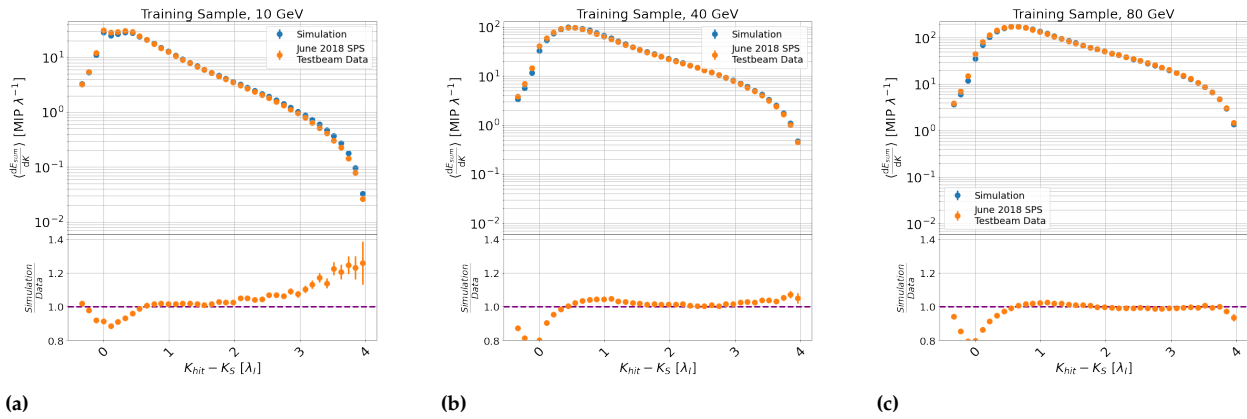 Training Sample, 10 GeV
⟨dE_sum/dK⟩ [MIP λ⁻¹]
10¹
10⁰
10⁻¹
10⁻²
Simulation
June 2018 SPS
Testbeam Data
Simulation/Data
1.4
1.2
1.0
0.8
0 1 2 3 4
K_hit − K_S [λ_I]
(a)
Training Sample, 40 GeV
⟨dE_sum/dK⟩ [MIP λ⁻¹]
10²
10¹
10⁰
10⁻¹
10⁻²
Simulation
June 2018 SPS
Testbeam Data
Simulation/Data
1.4
1.2
1.0
0.8
0 1 2 3 4
K_hit − K_S [λ_I]
(b)
Training Sample, 80 GeV
⟨dE_sum/dK⟩ [MIP λ⁻¹]
10²
10¹
10⁰
10⁻¹
10⁻²
Simulation
June 2018 SPS
Testbeam Data
Simulation/Data
1.4
1.2
1.0
0.8
0 1 2 3 4
K_hit − K_S [λ_I]
(c)